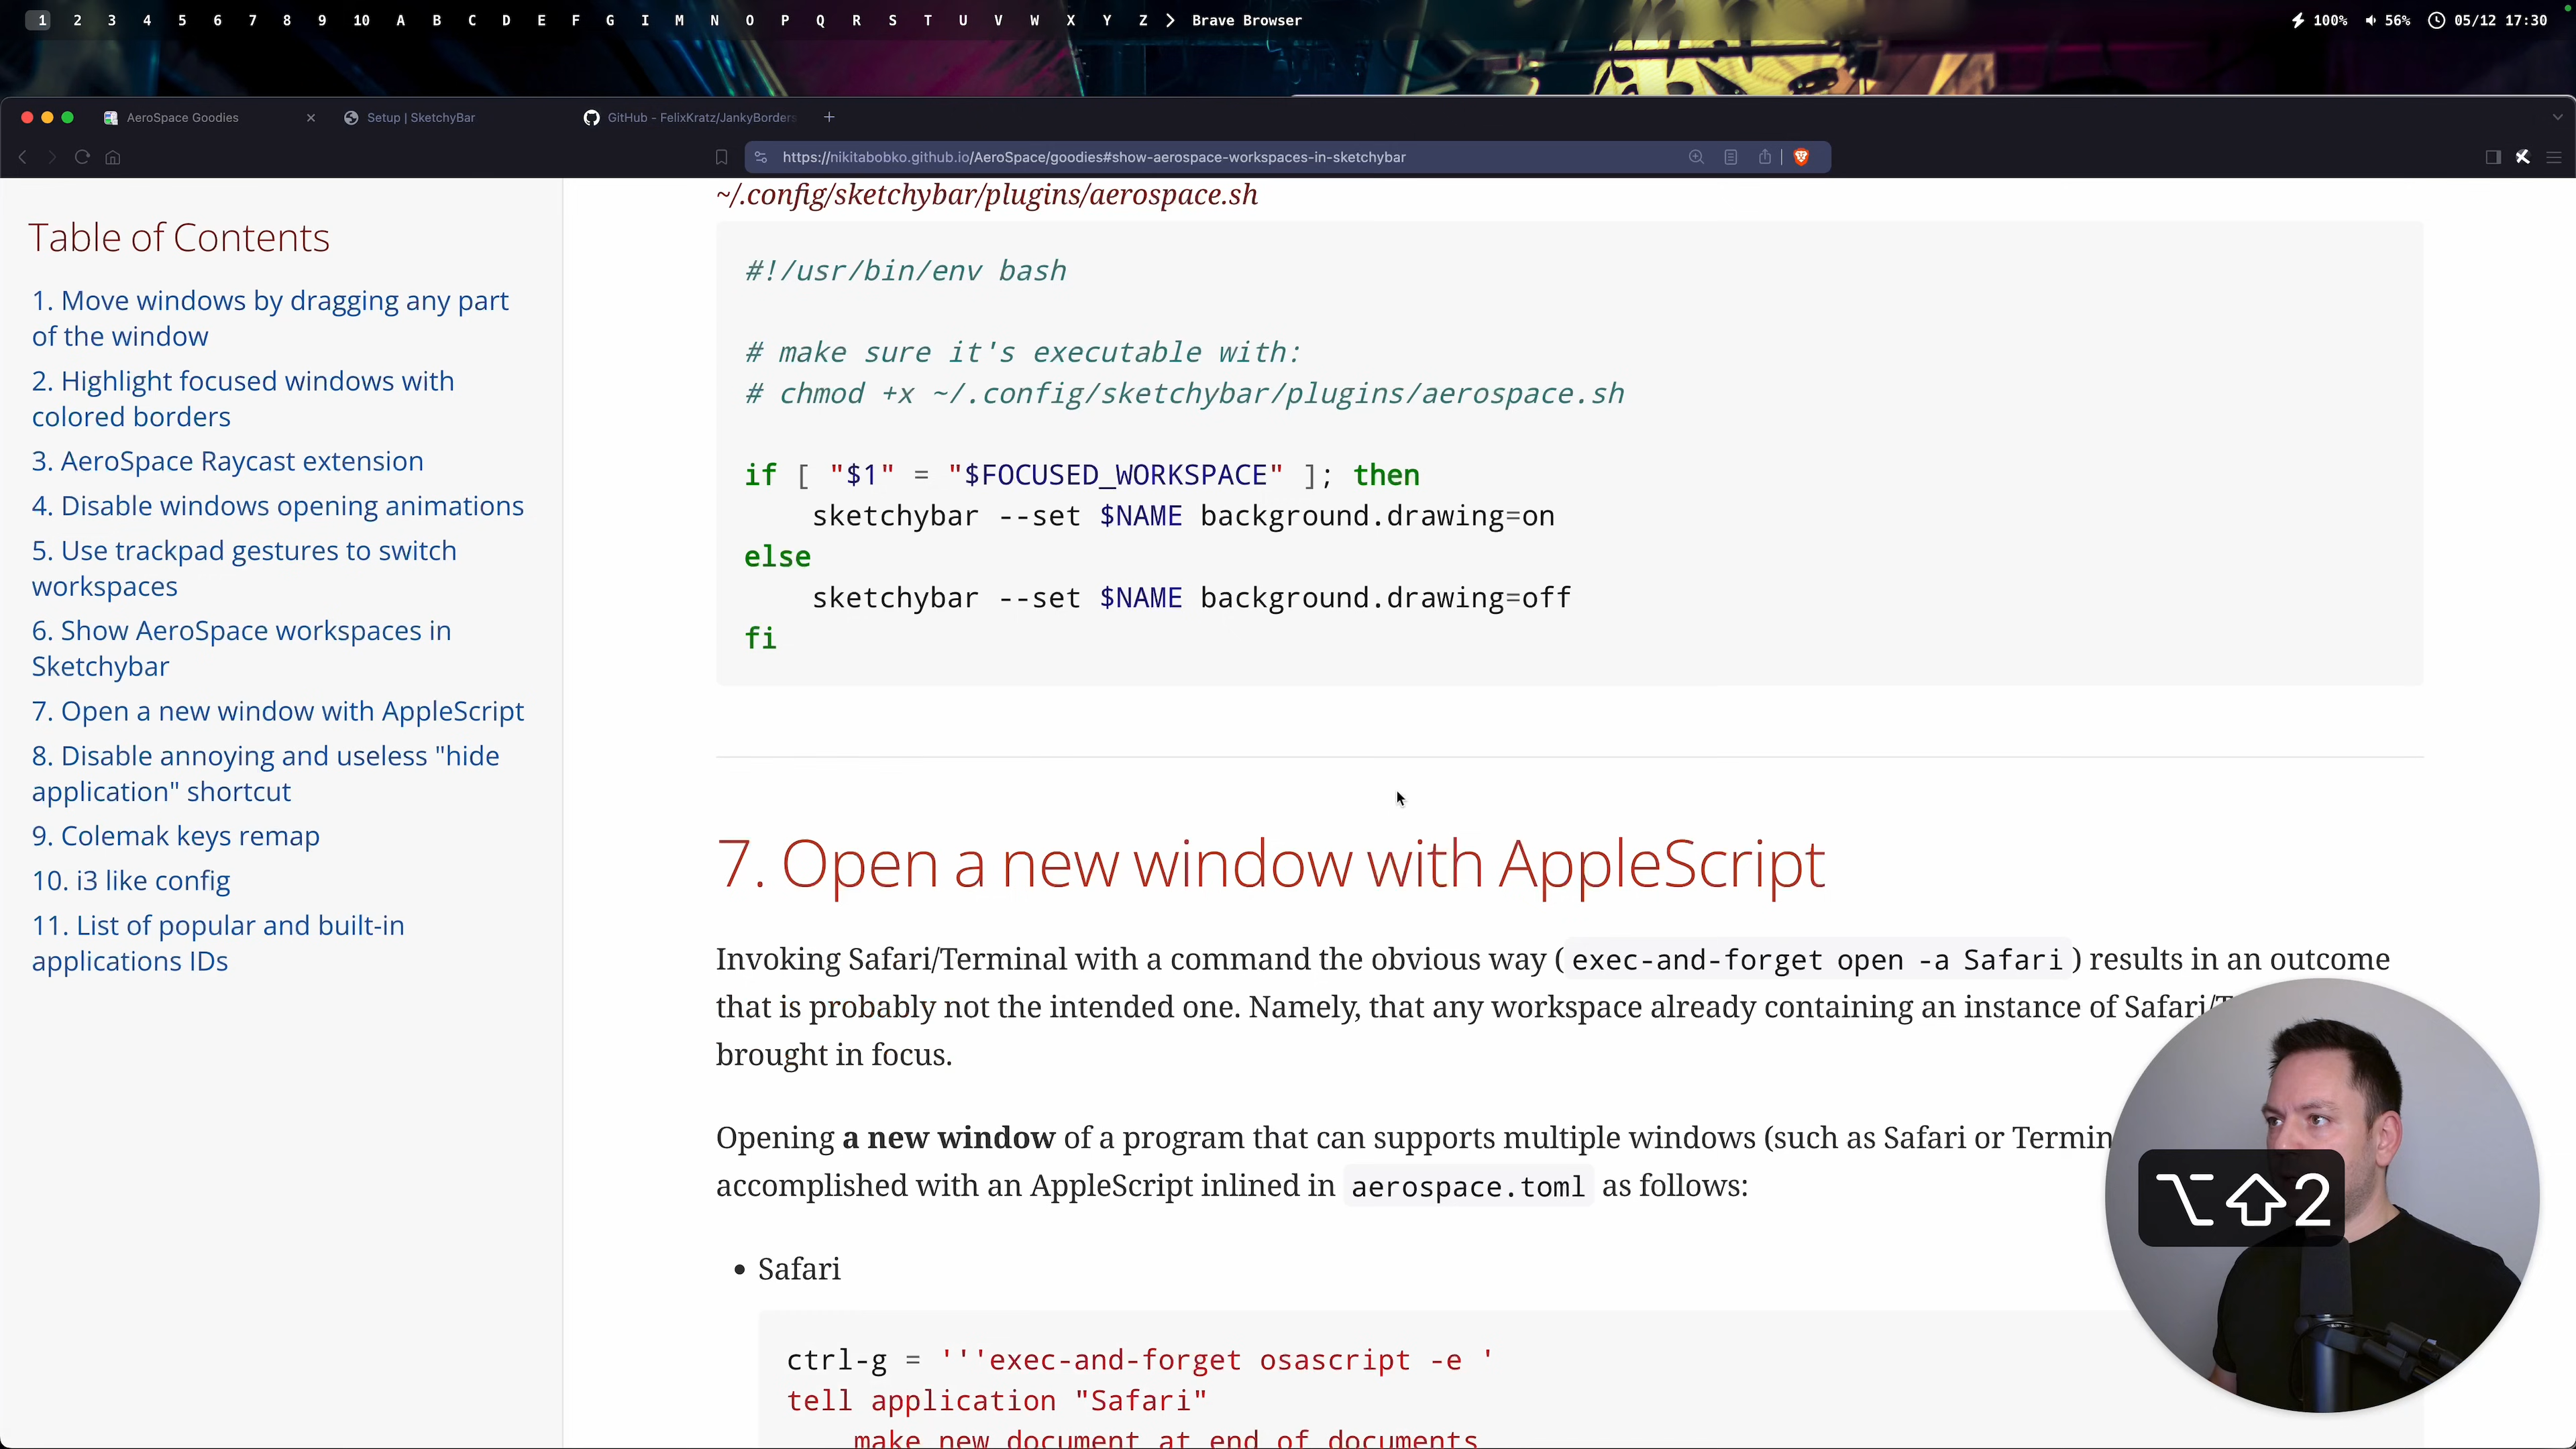 1 2 3 4 5 6 7 8 9 10 A B C D E F G I M N O P Q R S T U V W X Y Z Brave Browser 100% 56% 05/12 17:30
AeroSpace Goodies Setup | SketchyBar GitHub - FelixKratz/JankyBorders
https://nikitabobko.github.io/AeroSpace/goodies#show-aerospace-workspaces-in-sketchybar
Table of Contents
1. Move windows by dragging any part
of the window
2. Highlight focused windows with
colored borders
3. AeroSpace Raycast extension
4. Disable windows opening animations
5. Use trackpad gestures to switch
workspaces
6. Show AeroSpace workspaces in
Sketchybar
7. Open a new window with AppleScript
8. Disable annoying and useless "hide
application" shortcut
9. Colemak keys remap
10. i3 like config
11. List of popular and built-in
applications IDs
~/.config/sketchybar/plugins/aerospace.sh
#!/usr/bin/env bash
# make sure it's executable with:
# chmod +x ~/.config/sketchybar/plugins/aerospace.sh
if [ "$1" = "$FOCUSED_WORKSPACE" ]; then
sketchybar --set $NAME background.drawing=on
else
sketchybar --set $NAME background.drawing=off
fi
7. Open a new window with AppleScript
Invoking Safari/Terminal with a command the obvious way (exec-and-forget open -a Safari) results in an outcome
that is probably not the intended one. Namely, that any workspace already containing an instance of Safari/
brought in focus.
Opening a new window of a program that can supports multiple windows (such as Safari or Termin
accomplished with an AppleScript inlined in aerospace.toml as follows:
• Safari
ctrl-g = '''exec-and-forget osascript -e '
tell application "Safari"
make new document at end of documents
⌥⇧2